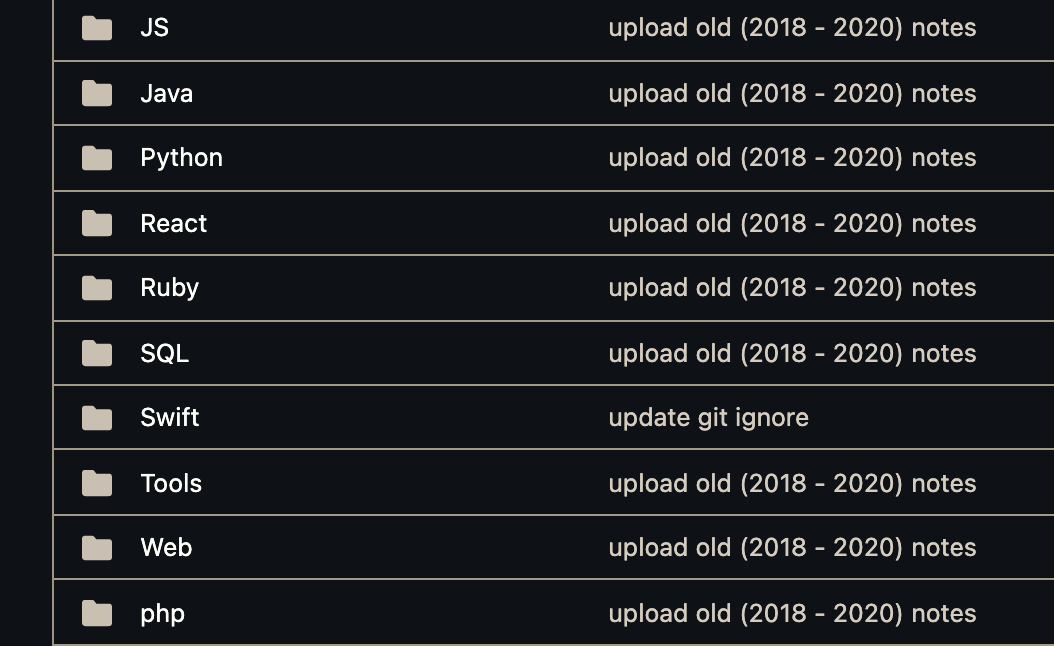 JS upload old (2018 - 2020) notes
Java upload old (2018 - 2020) notes
Python upload old (2018 - 2020) notes
React upload old (2018 - 2020) notes
Ruby upload old (2018 - 2020) notes
SQL upload old (2018 - 2020) notes
Swift update git ignore
Tools upload old (2018 - 2020) notes
Web upload old (2018 - 2020) notes
php upload old (2018 - 2020) notes